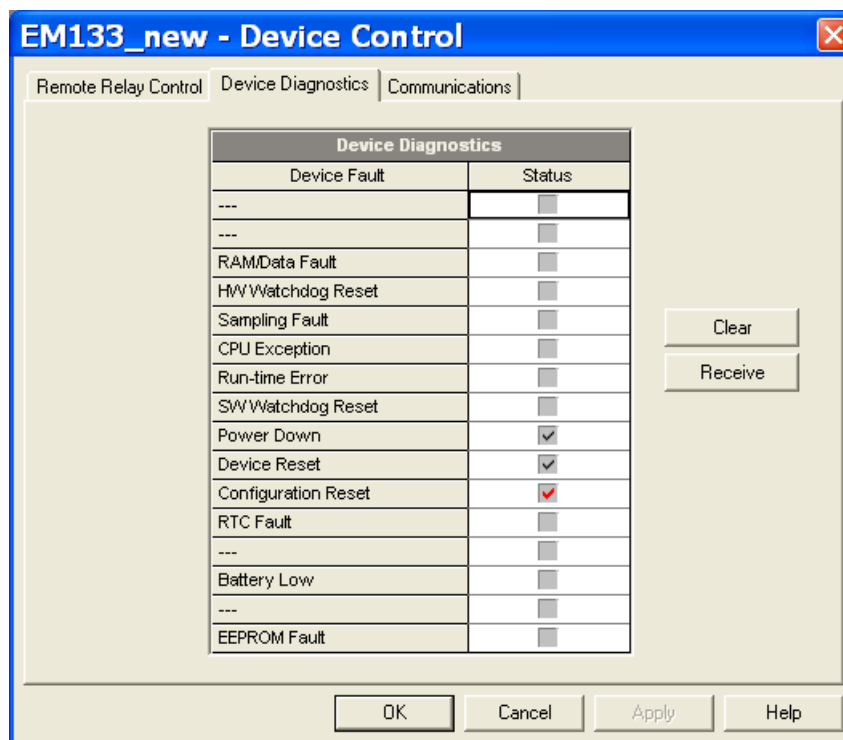 EM133_new - Device Control
Remote Relay Control Device Diagnostics Communications
Device Diagnostics
Device Fault Status
---
---
RAM/Data Fault
HW Watchdog Reset
Sampling Fault
Clear
CPU Exception
Receive
Run-time Error
SW Watchdog Reset
Power Down
Device Reset
Configuration Reset
RTC Fault
---
Battery Low
---
EEPROM Fault
OK Cancel Apply Help